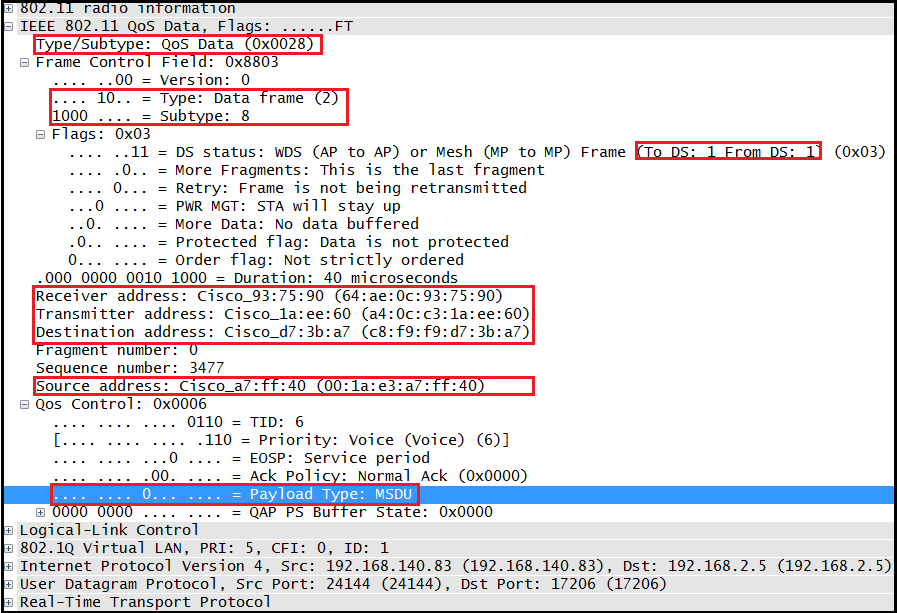 802.11 radio information
IEEE 802.11 QoS Data, Flags: ......FT
Type/Subtype: QoS Data (0x0028)
Frame Control Field: 0x8803
.... ..00 = Version: 0
.... 10.. = Type: Data frame (2)
1000 .... = Subtype: 8
Flags: 0x03
.... ..11 = DS status: WDS (AP to AP) or Mesh (MP to MP) Frame (To DS: 1 From DS: 1) (0x03)
.... .0.. = More Fragments: This is the last fragment
.... 0... = Retry: Frame is not being retransmitted
...0 .... = PWR MGT: STA will stay up
..0. .... = More Data: No data buffered
.0.. .... = Protected flag: Data is not protected
0... .... = Order flag: Not strictly ordered
.000 0000 0010 1000 = Duration: 40 microseconds
Receiver address: Cisco_93:75:90 (64:ae:0c:93:75:90)
Transmitter address: Cisco_1a:ee:60 (a4:0c:c3:1a:ee:60)
Destination address: Cisco_d7:3b:a7 (c8:f9:f9:d7:3b:a7)
Fragment number: 0
Sequence number: 3477
Source address: Cisco_a7:ff:40 (00:1a:e3:a7:ff:40)
Qos Control: 0x0006
.... .... .... 0110 = TID: 6
[.... .... .... .110 = Priority: Voice (Voice) (6)]
.... .... ...0 .... = EOSP: Service period
.... .... .00. .... = Ack Policy: Normal Ack (0x0000)
.... .... 0... .... = Payload Type: MSDU
0000 0000 .... .... = QAP PS Buffer State: 0x0000
Logical-Link Control
802.1Q Virtual LAN, PRI: 5, CFI: 0, ID: 1
Internet Protocol Version 4, Src: 192.168.140.83 (192.168.140.83), Dst: 192.168.2.5 (192.168.2.5)
User Datagram Protocol, Src Port: 24144 (24144), Dst Port: 17206 (17206)
Real-Time Transport Protocol